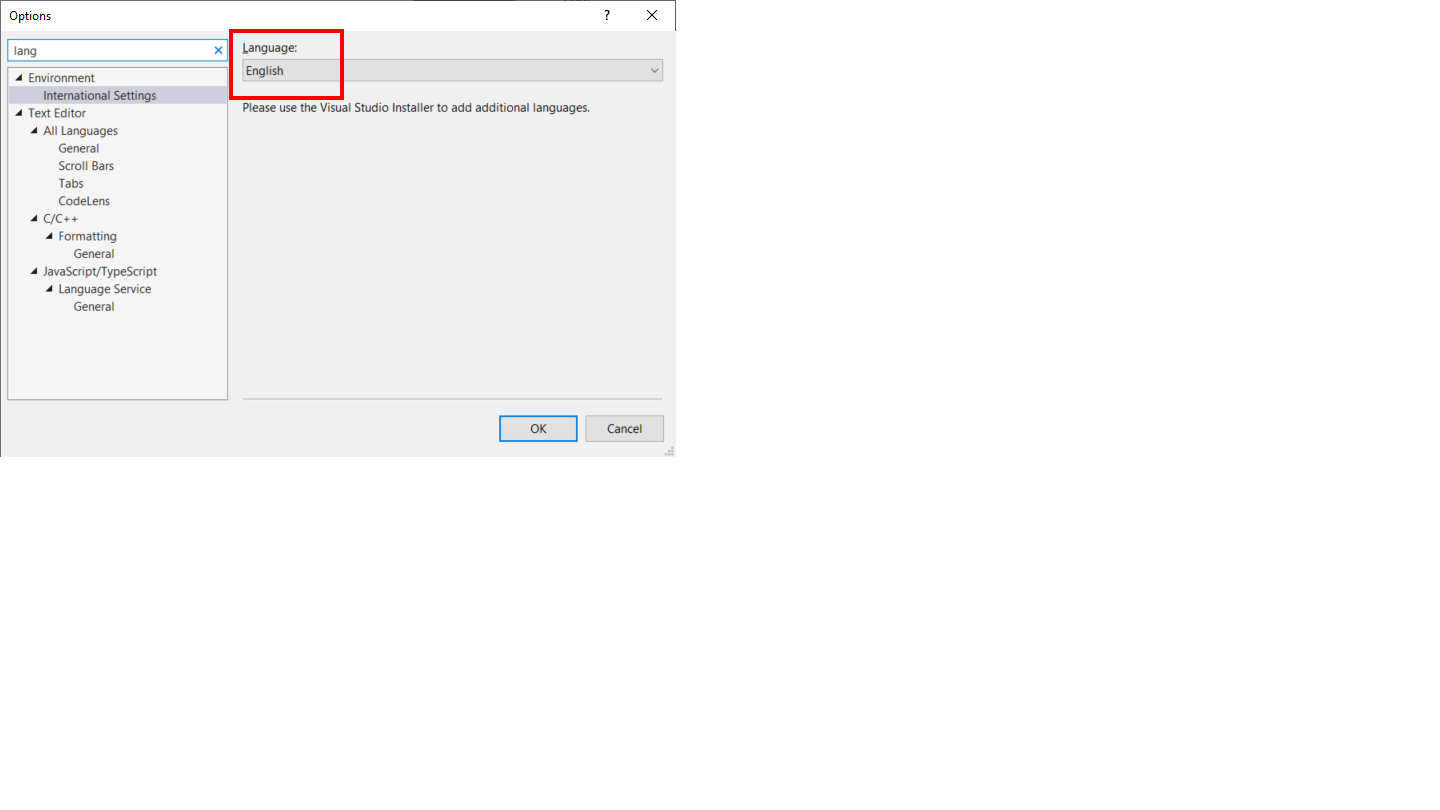 Options
lang
Environment
International Settings
Text Editor
All Languages
General
Scroll Bars
Tabs
CodeLens
C/C++
Formatting
General
JavaScript/TypeScript
Language Service
General
Language:
English
Please use the Visual Studio Installer to add additional languages.
OK
Cancel